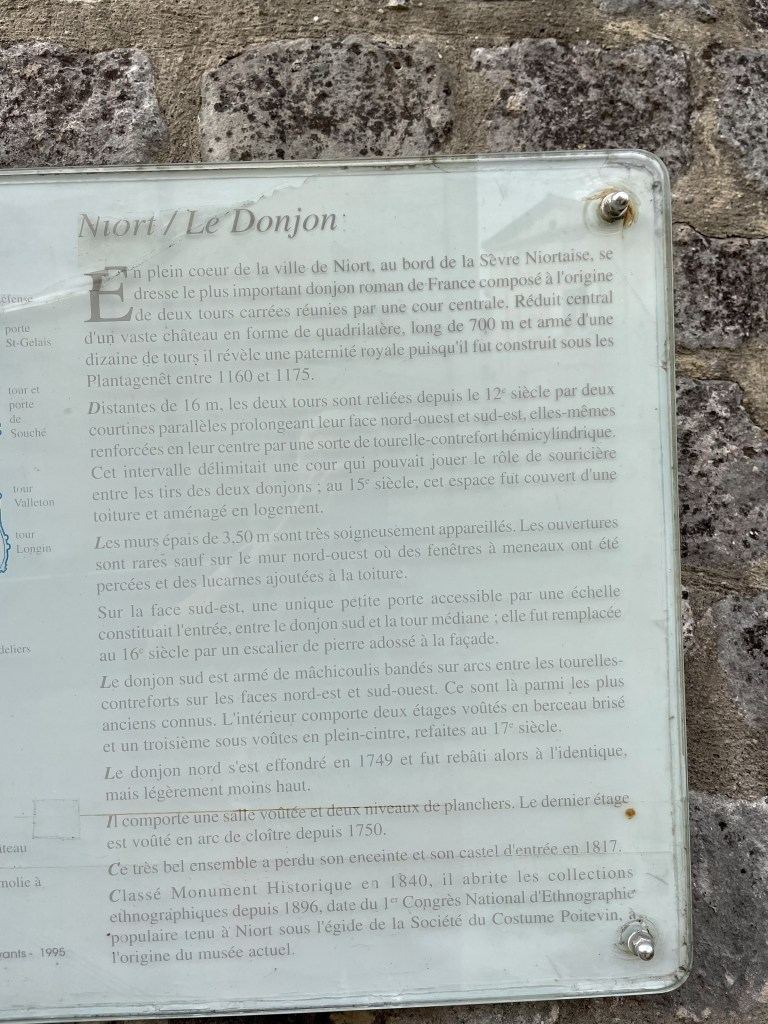 Niort / Le Donjon
En plein coeur de la ville de Niort, au bord de la Sèvre Niortaise, se
dresse le plus important donjon roman de France composé à l'origine
de deux tours carrées réunies par une cour centrale. Réduit central
d'un vaste château en forme de quadrilatère, long de 700 m et armé d'une
dizaine de tours il révèle une paternité royale puisqu'il fut construit sous les
Plantagenêt entre 1160 et 1175.
Distantes de 16 m, les deux tours sont reliées depuis le 12e siècle par deux
courtines parallèles prolongeant leur face nord-ouest et sud-est, elles-mêmes
renforcées en leur centre par une sorte de tourelle-contrefort hémicylindrique.
Cet intervalle délimitait une cour qui pouvait jouer le rôle de souricière
entre les tirs des deux donjons ; au 15e siècle, cet espace fut couvert d'une
toiture et aménagé en logement.
Les murs épais de 3,50 m sont très soigneusement appareillés. Les ouvertures
sont rares sauf sur le mur nord-ouest où des fenêtres à meneaux ont été
percées et des lucarnes ajoutées à la toiture.
Sur la face sud-est, une unique petite porte accessible par une échelle
constituait l'entrée, entre le donjon sud et la tour médiane ; elle fut remplacée
au 16e siècle par un escalier de pierre adossé à la façade.
Le donjon sud est armé de mâchicoulis bandés sur arcs entre les tourelles-
contreforts sur les faces nord-est et sud-ouest. Ce sont là parmi les plus
anciens connus. L'intérieur comporte deux étages voûtés en berceau brisé
et un troisième sous voûtes en plein-cintre, refaites au 17e siècle.
Le donjon nord s'est effondré en 1749 et fut rebâti alors à l'identique,
mais légèrement moins haut.
Il comporte une salle voûtée et deux niveaux de planchers. Le dernier étage
est voûté en arc de cloître depuis 1750.
Ce très bel ensemble a perdu son enceinte et son castel d'entrée en 1817.
Classé Monument Historique en 1840, il abrite les collections
ethnographiques depuis 1896, date du 1er Congrès National d'Ethnographie
populaire tenu à Niort sous l'égide de la Société du Costume Poitevin, à
l'origine du musée actuel.
porte
St-Gelais
tour et
porte
de
Souché
tour
Valleton
tour
Longin
- 1995